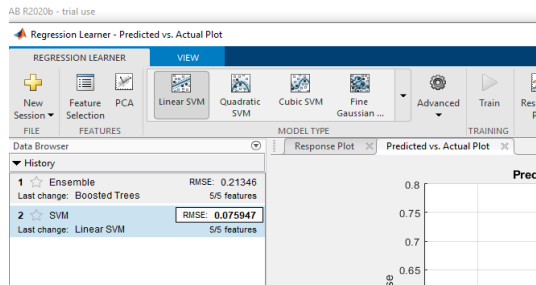 AB R2020b - trial use
Regression Learner - Predicted vs. Actual Plot
REGRESSION LEARNER VIEW
New Session
Feature Selection
PCA
Linear SVM
Quadratic SVM
Cubic SVM
Fine Gaussian ...
Advanced
Train
FILE FEATURES MODEL TYPE TRAINING
Data Browser
Response Plot
Predicted vs. Actual Plot
History
1 Ensemble RMSE: 0.21346
Last change: Boosted Trees 5/5 features
2 SVM RMSE: 0.075947
Last change: Linear SVM 5/5 features
0.8
0.75
0.7
0.65